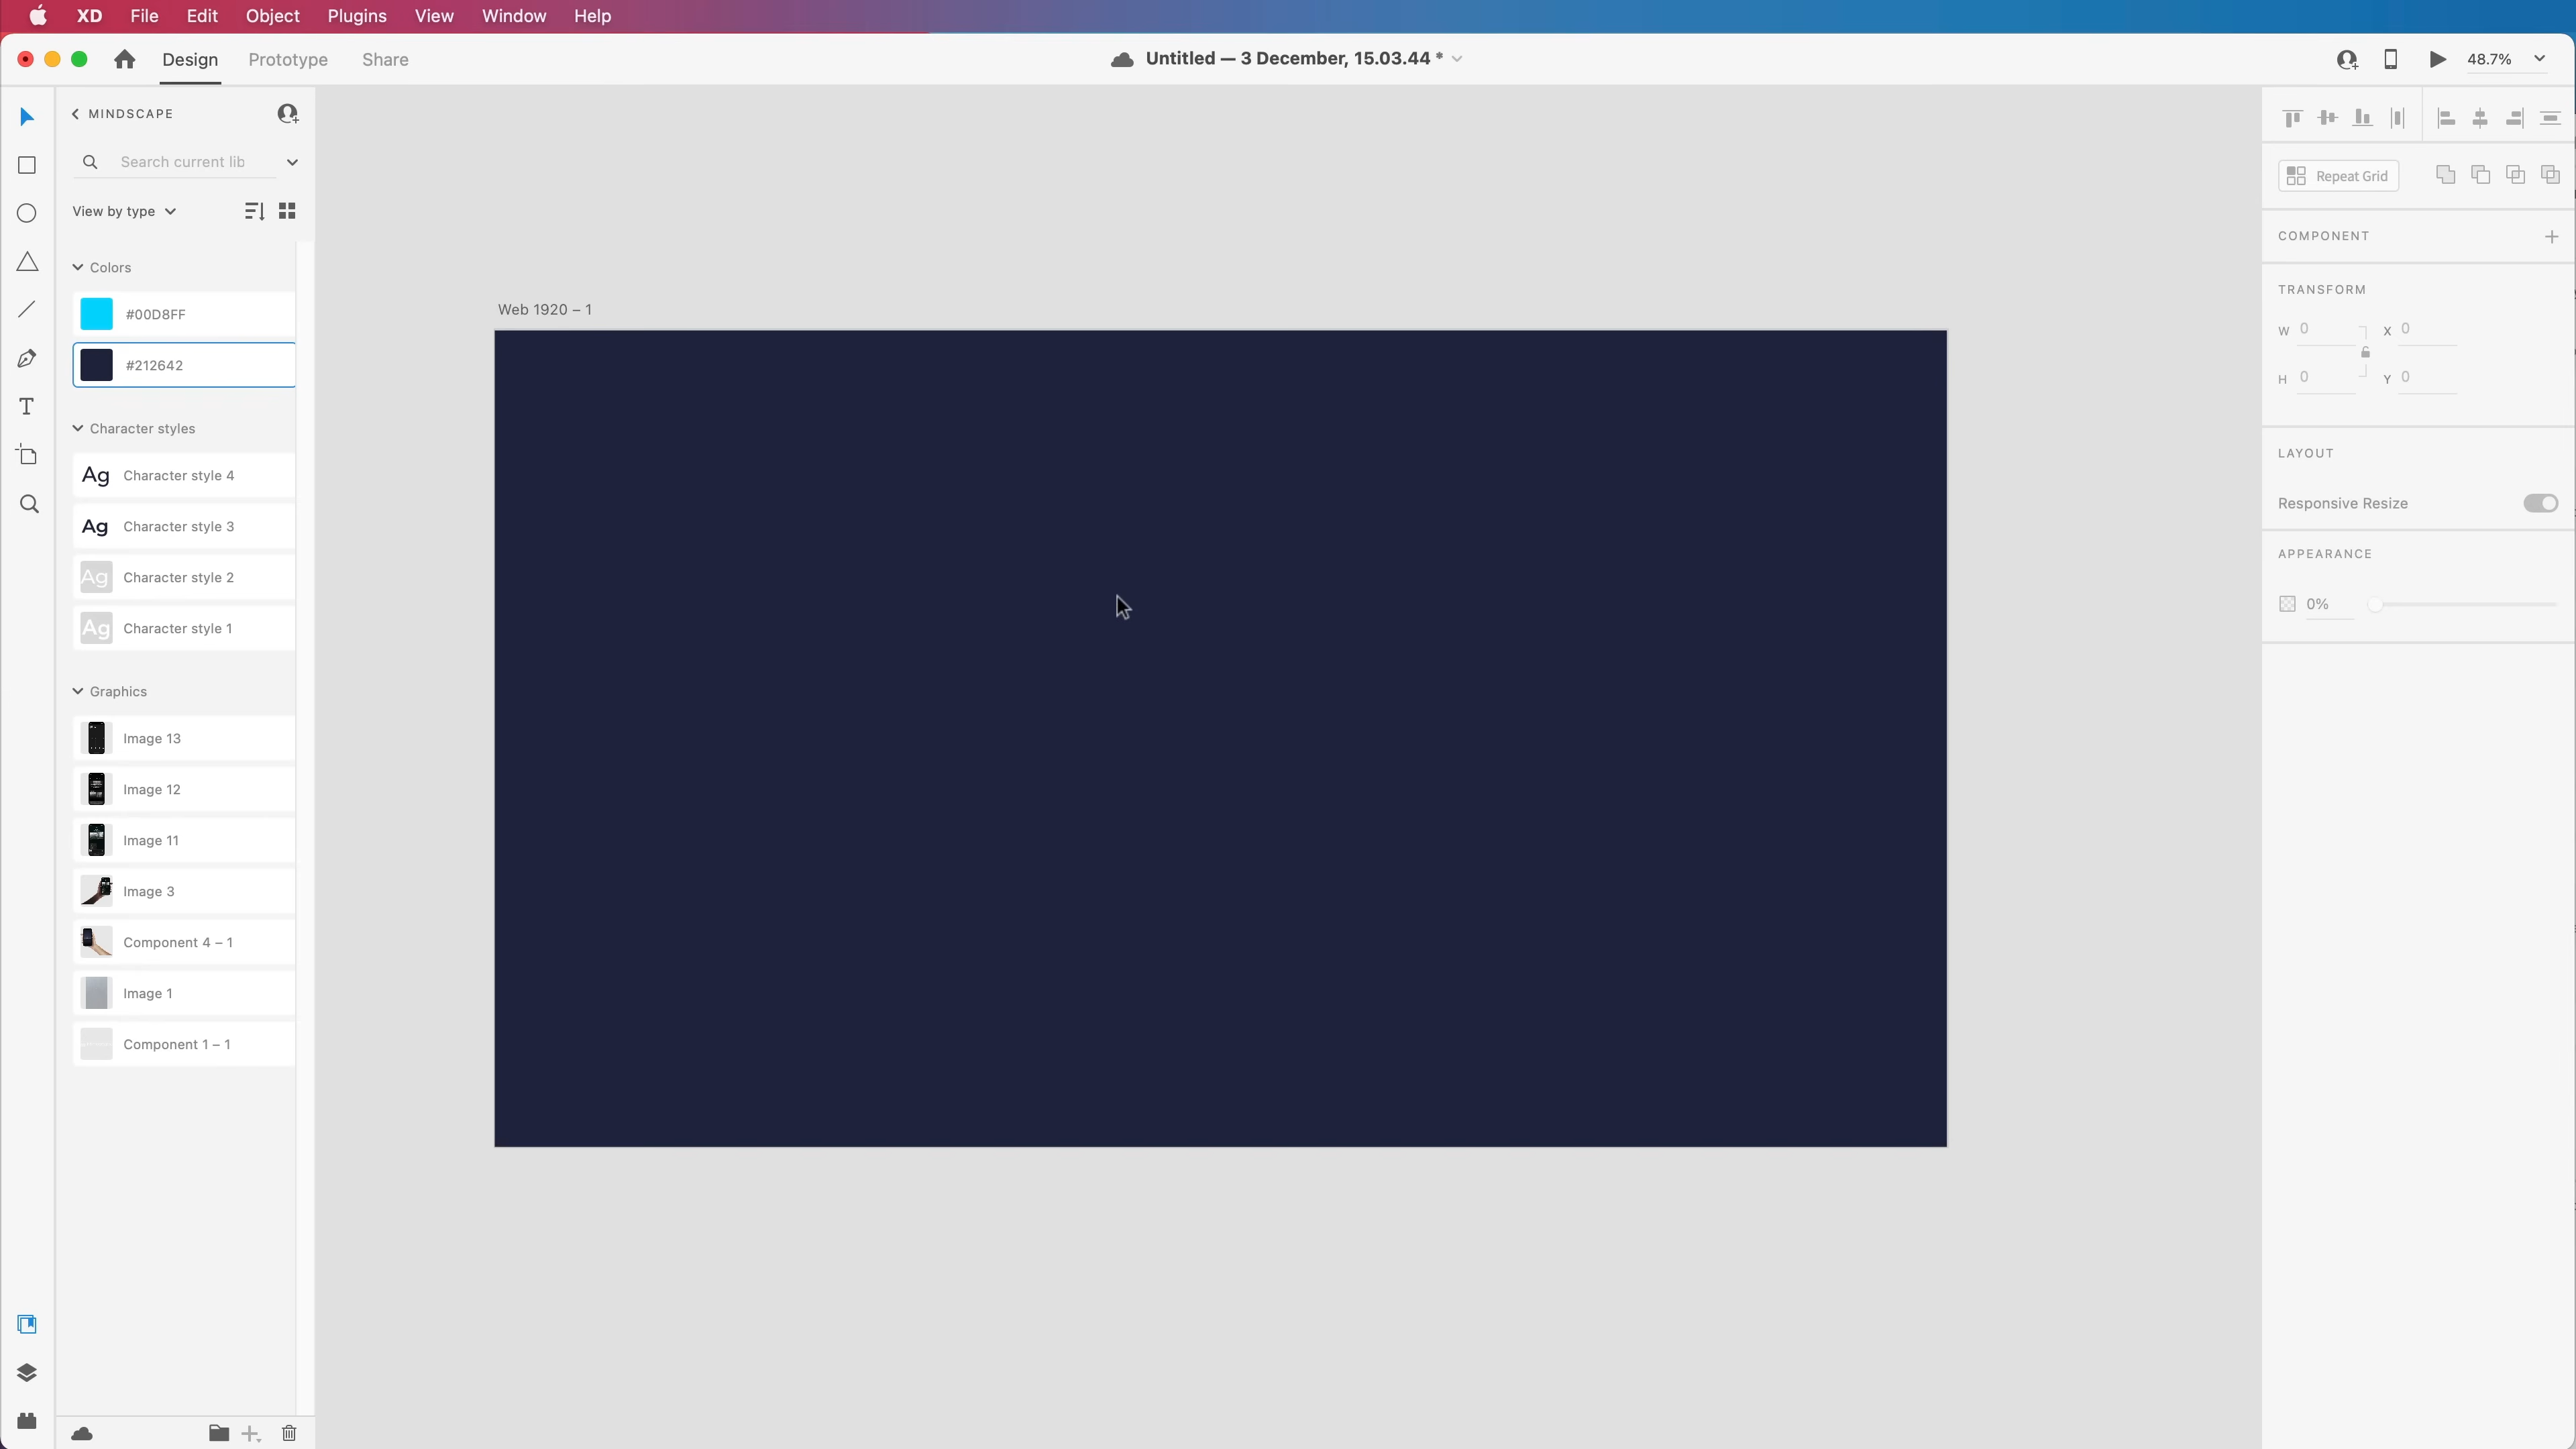 XD File Edit Object Plugins View Window Help
Design Prototype Share
Untitled — 3 December, 15.03.44 *
48.7%
MINDSCAPE
Search current lib
View by type
Colors
#00D8FF
#212642
Character styles
Ag Character style 4
Ag Character style 3
Ag Character style 2
Ag Character style 1
Graphics
Image 13
Image 12
Image 11
Image 3
Component 4 – 1
Image 1
Component 1 – 1
Web 1920 – 1
Repeat Grid
COMPONENT
TRANSFORM
W 0 X 0
H 0 Y 0
LAYOUT
Responsive Resize
APPEARANCE
0%